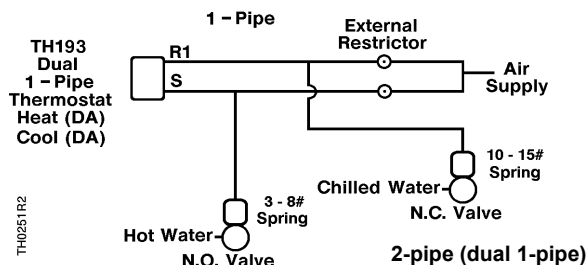 1 - Pipe
TH193
Dual
1 - Pipe
Thermostat
Heat (DA)
Cool (DA)
R1
S
External
Restrictor
Air
Supply
10 - 15#
Spring
Chilled Water
N.C. Valve
3 - 8#
Spring
Hot Water
N.O. Valve
2-pipe (dual 1-pipe)
TH0251R2